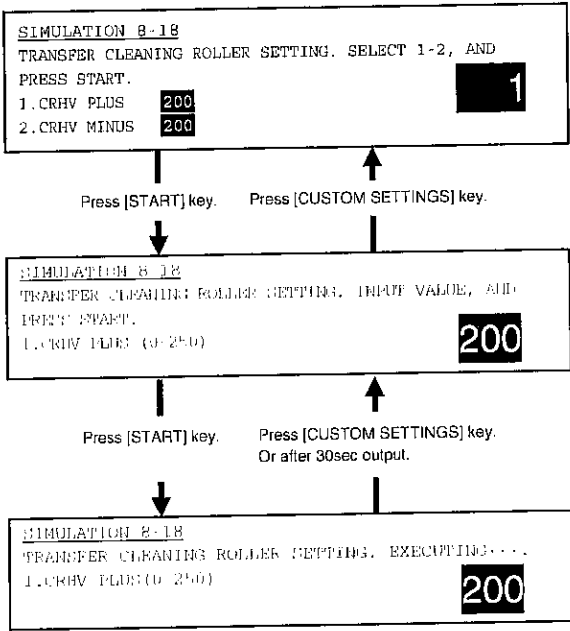 SIMULATION 8-18
TRANSFER CLEANING ROLLER SETTING. SELECT 1-2, AND
PRESS START.
1
1.CRHV PLUS 200
2.CRHV MINUS 200
Press [START] key. Press [CUSTOM SETTINGS] key.
SIMULATION 8-18
TRANSFER CLEANING ROLLER SETTING. INPUT VALUE, AND
PRESS START.
1.CRHV PLUS (0-250)
200
Press [START] key. Press [CUSTOM SETTINGS] key.
Or after 30sec output.
SIMULATION 8-18
TRANSFER CLEANING ROLLER SETTING. EXECUTING····.
1.CRHV PLUS(0-250)
200